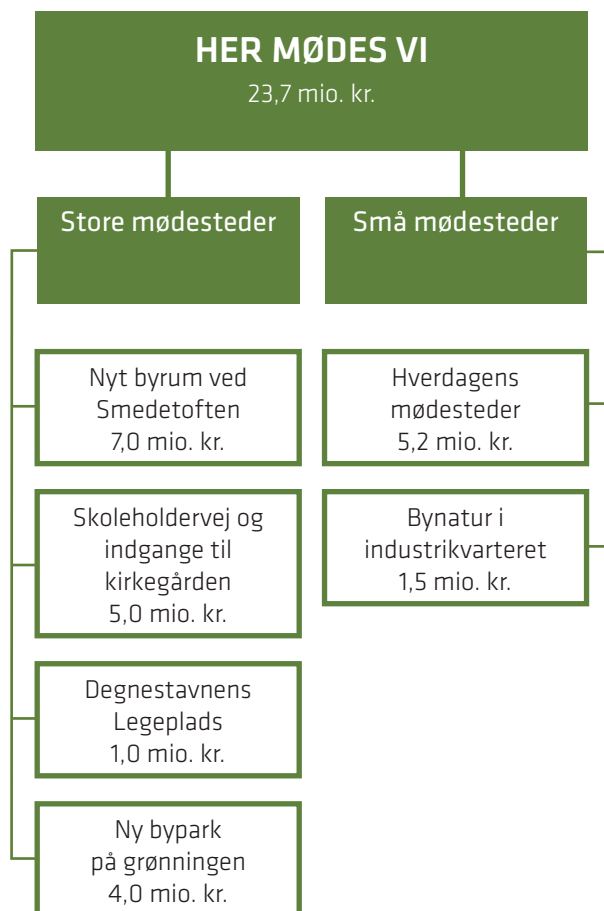 HER MØDES VI
23,7 mio. kr.
Store mødesteder
Nyt byrum ved
Smedetoften
7,0 mio. kr.
Skoleholdervej og
indgange til
kirkegården
5,0 mio. kr.
Degnestavnens
Legeplads
1,0 mio. kr.
Ny bypark
på grønningen
4,0 mio. kr.
Små mødesteder
Hverdagens
mødesteder
5,2 mio. kr.
Bynatur i
industrikvarteret
1,5 mio. kr.